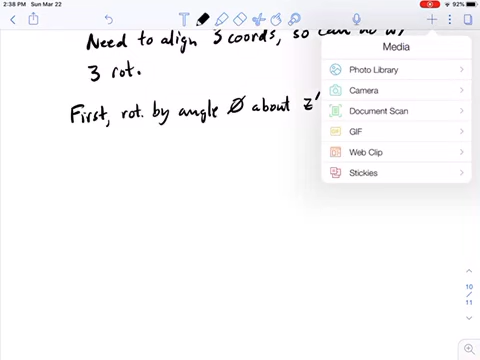 2:38 PM Sun Mar 22
92%
Need to align 3 coords, so can
3 rot.
First, rot. by angle Ø about z'
Media
Photo Library
Camera
Document Scan
GIF
Web Clip
Stickies
10
/
11